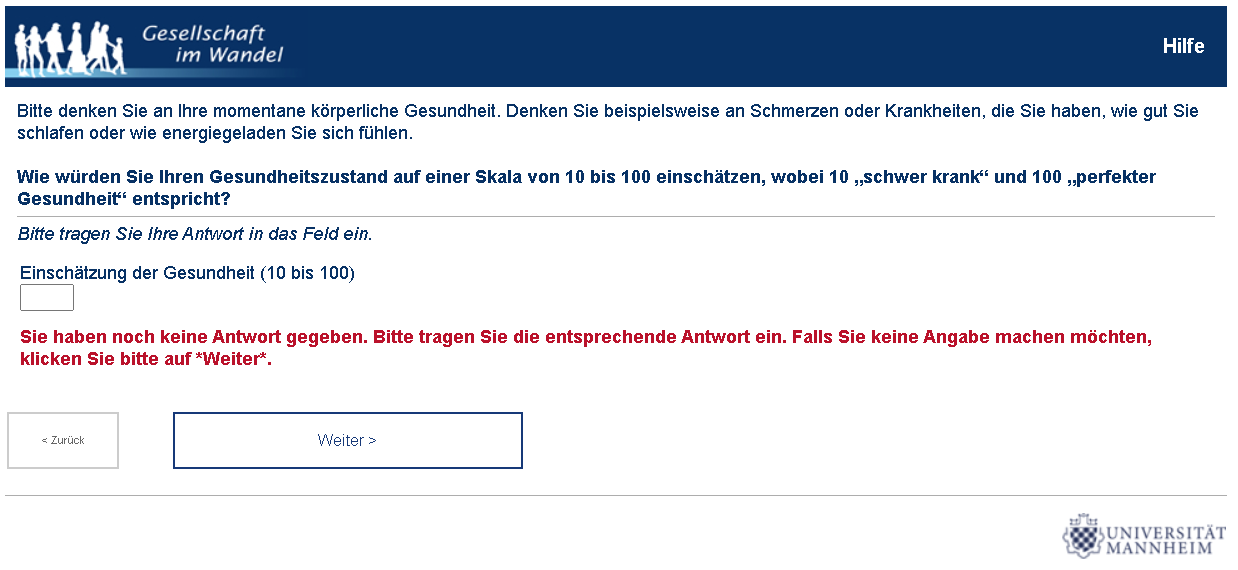 Gesellschaft
im Wandel
Hilfe
Bitte denken Sie an Ihre momentane körperliche Gesundheit. Denken Sie beispielsweise an Schmerzen oder Krankheiten, die Sie haben, wie gut Sie
schlafen oder wie energiegeladen Sie sich fühlen.
Wie würden Sie Ihren Gesundheitszustand auf einer Skala von 10 bis 100 einschätzen, wobei 10 „schwer krank“ und 100 „perfekter
Gesundheit“ entspricht?
Bitte tragen Sie Ihre Antwort in das Feld ein.
Einschätzung der Gesundheit (10 bis 100)
Sie haben noch keine Antwort gegeben. Bitte tragen Sie die entsprechende Antwort ein. Falls Sie keine Angabe machen möchten,
klicken Sie bitte auf *Weiter*.
< Zurück
Weiter >
UNIVERSITÄT
MANNHEIM